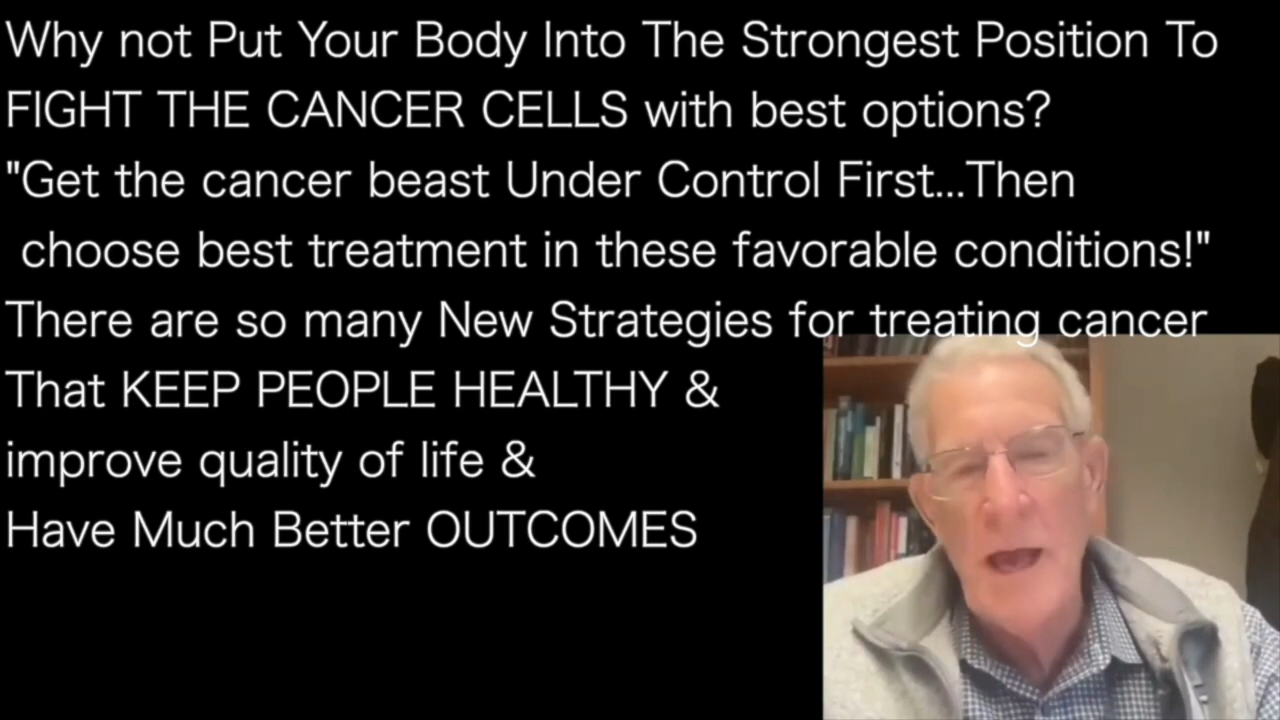 Why not Put Your Body Into The Strongest Position To
FIGHT THE CANCER CELLS with best options?
"Get the cancer beast Under Control First...Then
choose best treatment in these favorable conditions!"
There are so many New Strategies for treating cancer
That KEEP PEOPLE HEALTHY &
improve quality of life &
Have Much Better OUTCOMES